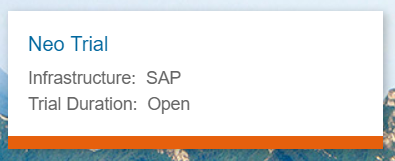 Neo Trial
Infrastructure: SAP
Trial Duration: Open